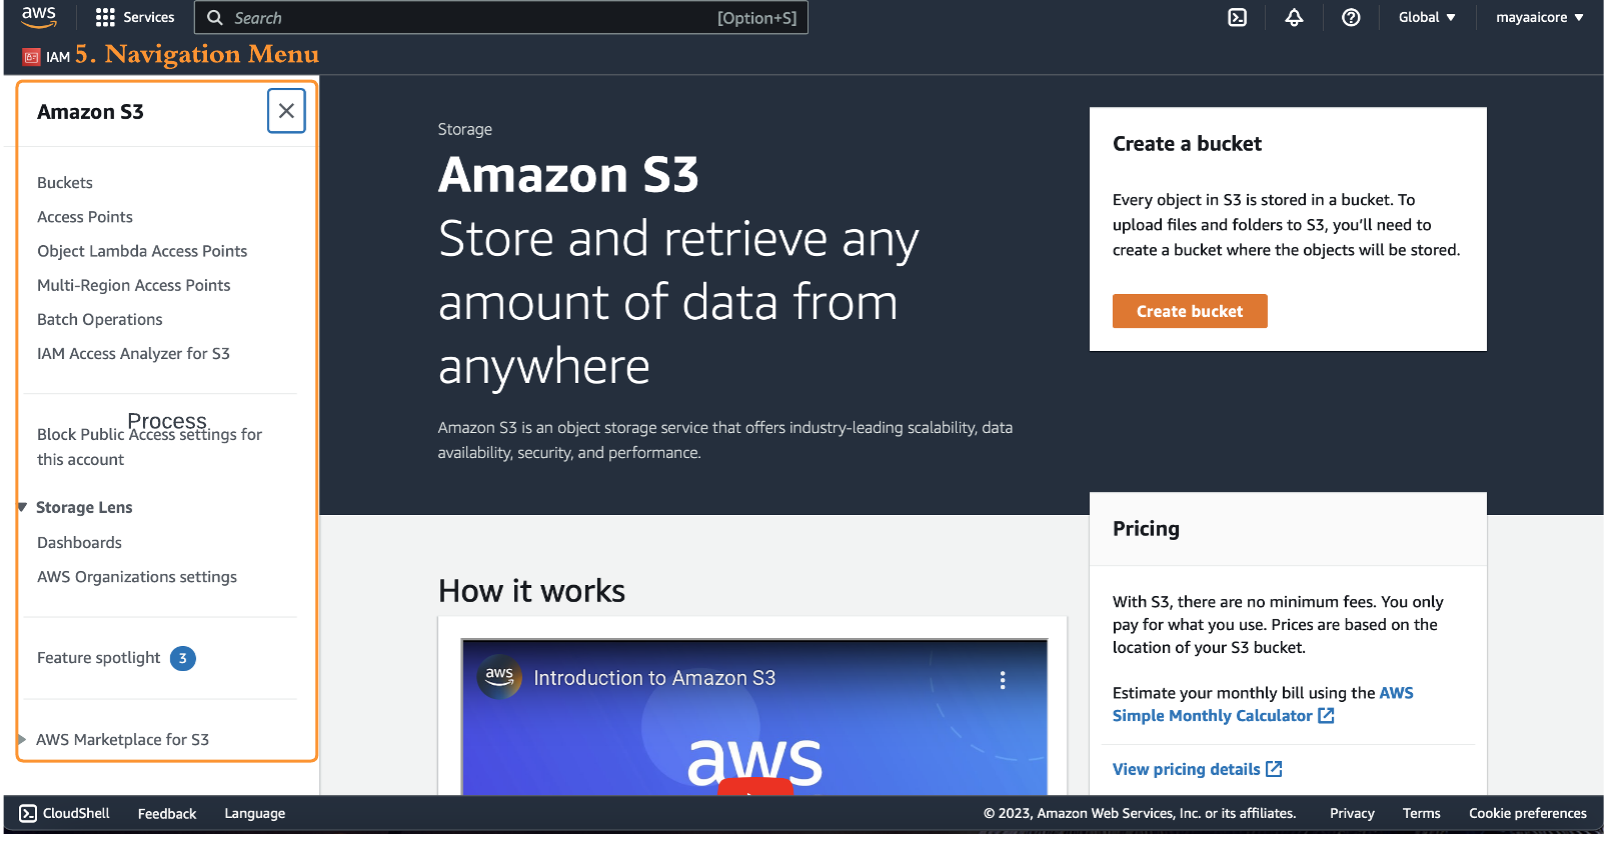 aws
Services
Search
[Option+S]
Global
mayaaicore
IAM
5. Navigation Menu
Amazon S3
Buckets
Access Points
Object Lambda Access Points
Multi-Region Access Points
Batch Operations
IAM Access Analyzer for S3
Process
Block Public Access settings for
this account
Storage Lens
Dashboards
AWS Organizations settings
Feature spotlight 3
AWS Marketplace for S3
Storage
Amazon S3
Store and retrieve any
amount of data from
anywhere
Amazon S3 is an object storage service that offers industry-leading scalability, data
availability, security, and performance.
Create a bucket
Every object in S3 is stored in a bucket. To
upload files and folders to S3, you'll need to
create a bucket where the objects will be stored.
Create bucket
How it works
aws
Introduction to Amazon S3
aws
Pricing
With S3, there are no minimum fees. You only
pay for what you use. Prices are based on the
location of your S3 bucket.
Estimate your monthly bill using the AWS
Simple Monthly Calculator
View pricing details
CloudShell
Feedback
Language
© 2023, Amazon Web Services, Inc. or its affiliates.
Privacy
Terms
Cookie preferences